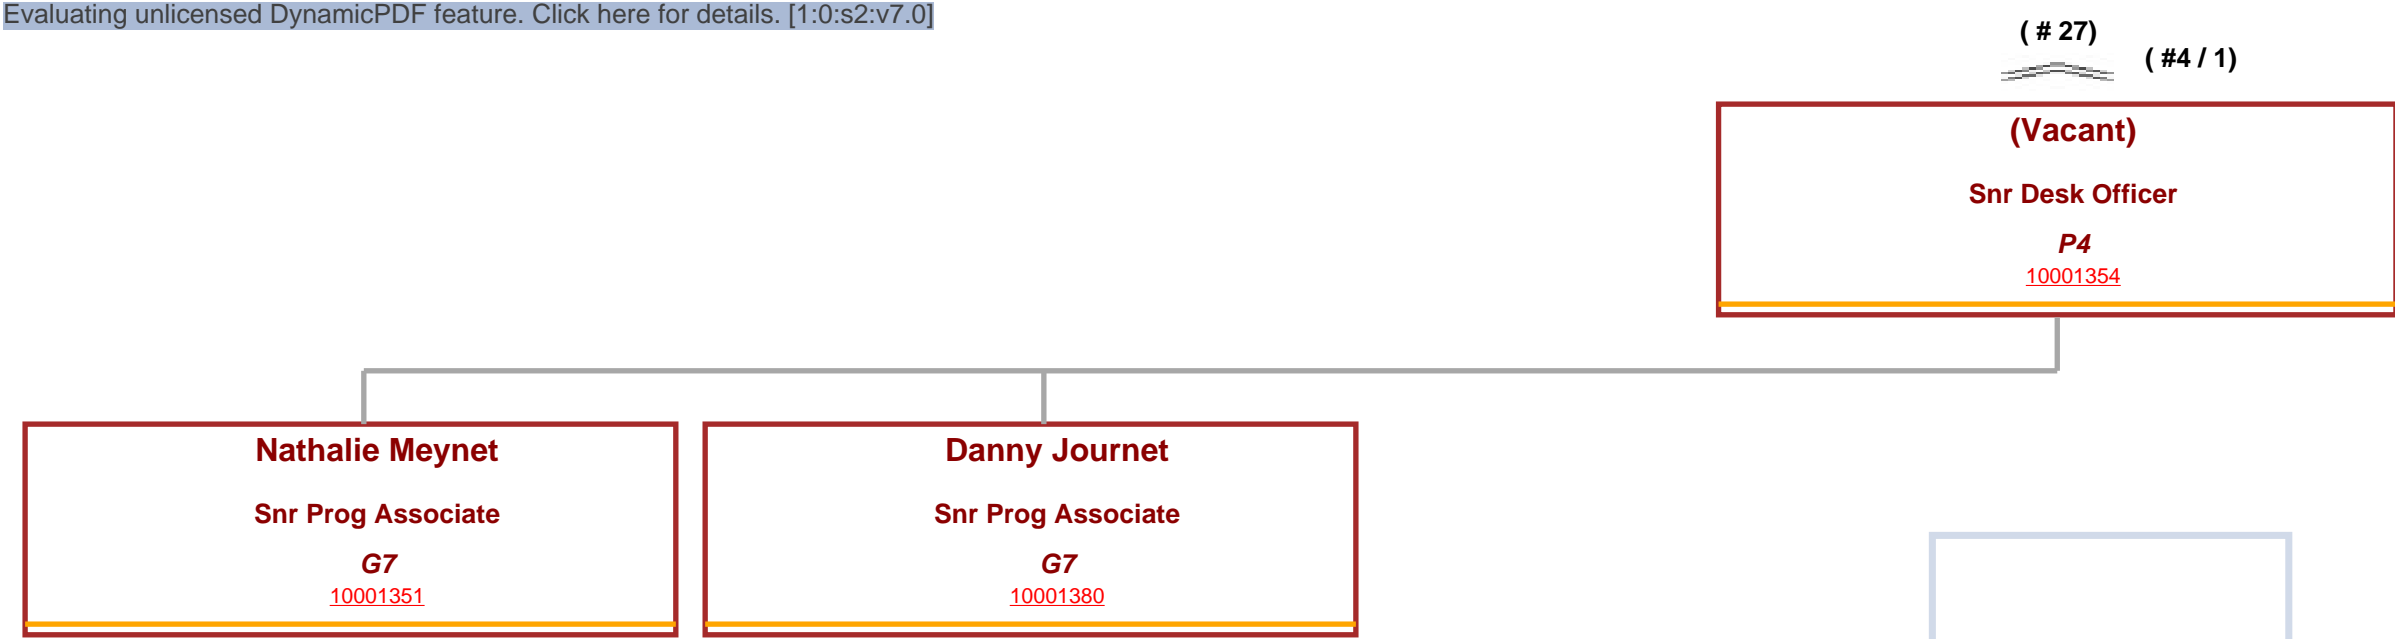 Evaluating unlicensed DynamicPDF feature. Click here for details. [1:0:s2:v7.0]
( # 27)
( #4 / 1)
(Vacant)
Snr Desk Officer
P4
10001354
Nathalie Meynet
Snr Prog Associate
G7
10001351
Danny Journet
Snr Prog Associate
G7
10001380